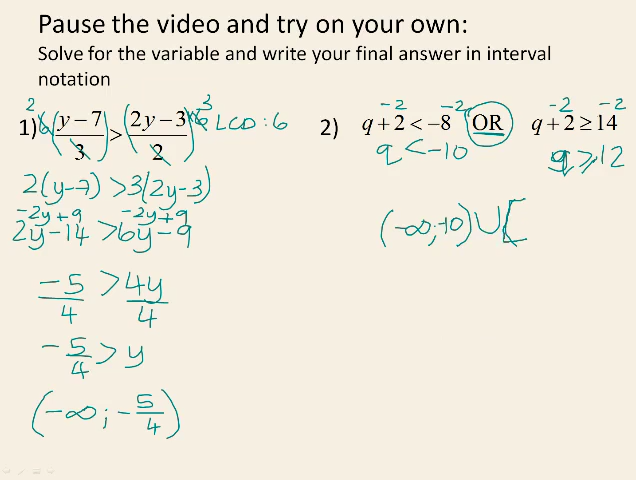 Pause the video and try on your own:
Solve for the variable and write your final answer in interval
notation
1) 6((y − 7)/3) > ((2y − 3)/2)×6 LCD : 6
2 3
2(y−7) > 3(2y−3)
−2y+9 −2y+9
2y−14 > 6y−9
−5/4 > 4y/4
−5/4 > y
(−∞ ; −5/4)
2) q + 2 < −8 OR q + 2 ≥ 14
−2 −2 −2 −2
q < −10 q ≥ 12
(−∞; −10) ∪ [